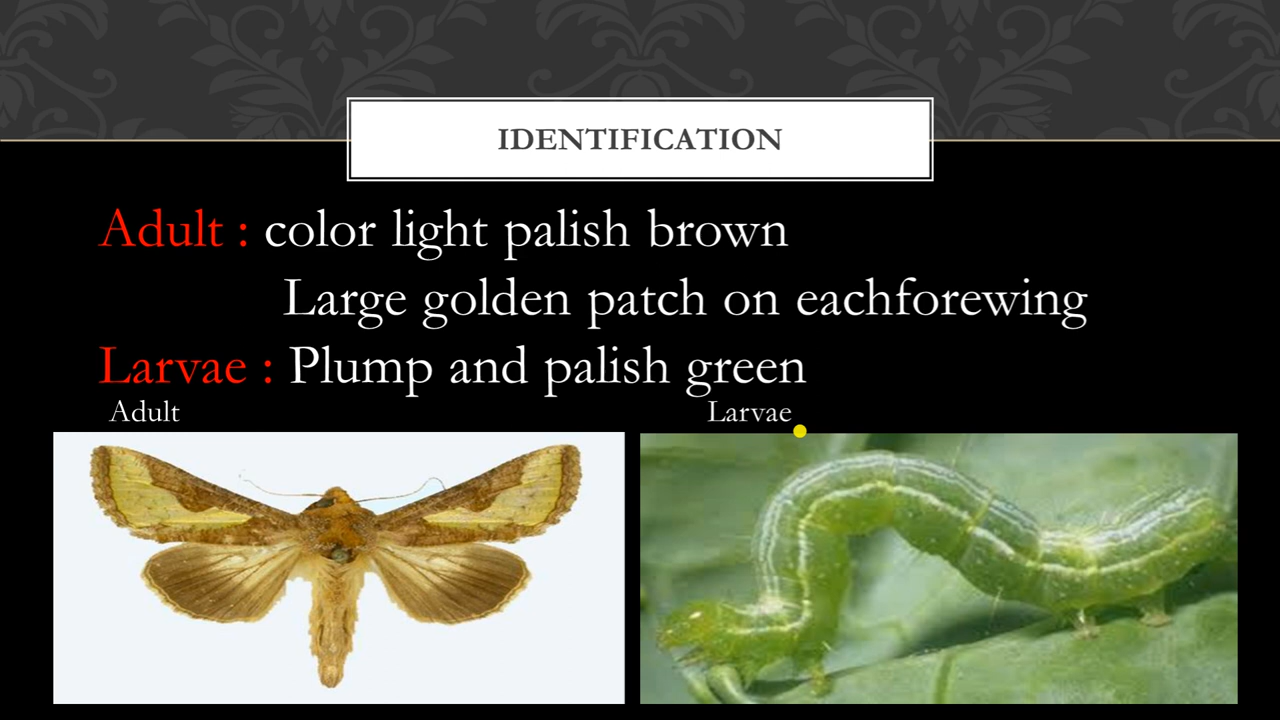 IDENTIFICATION
Adult : color light palish brown
Large golden patch on eachforewing
Larvae : Plump and palish green
Adult
Larvae